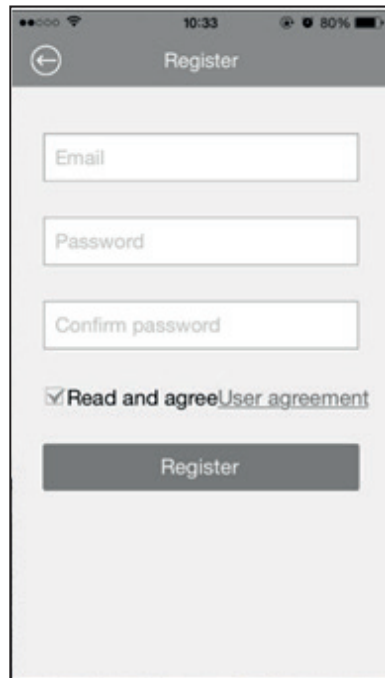 10:33 80%
Register
Email
Password
Confirm password
Read and agreeUser agreement
Register